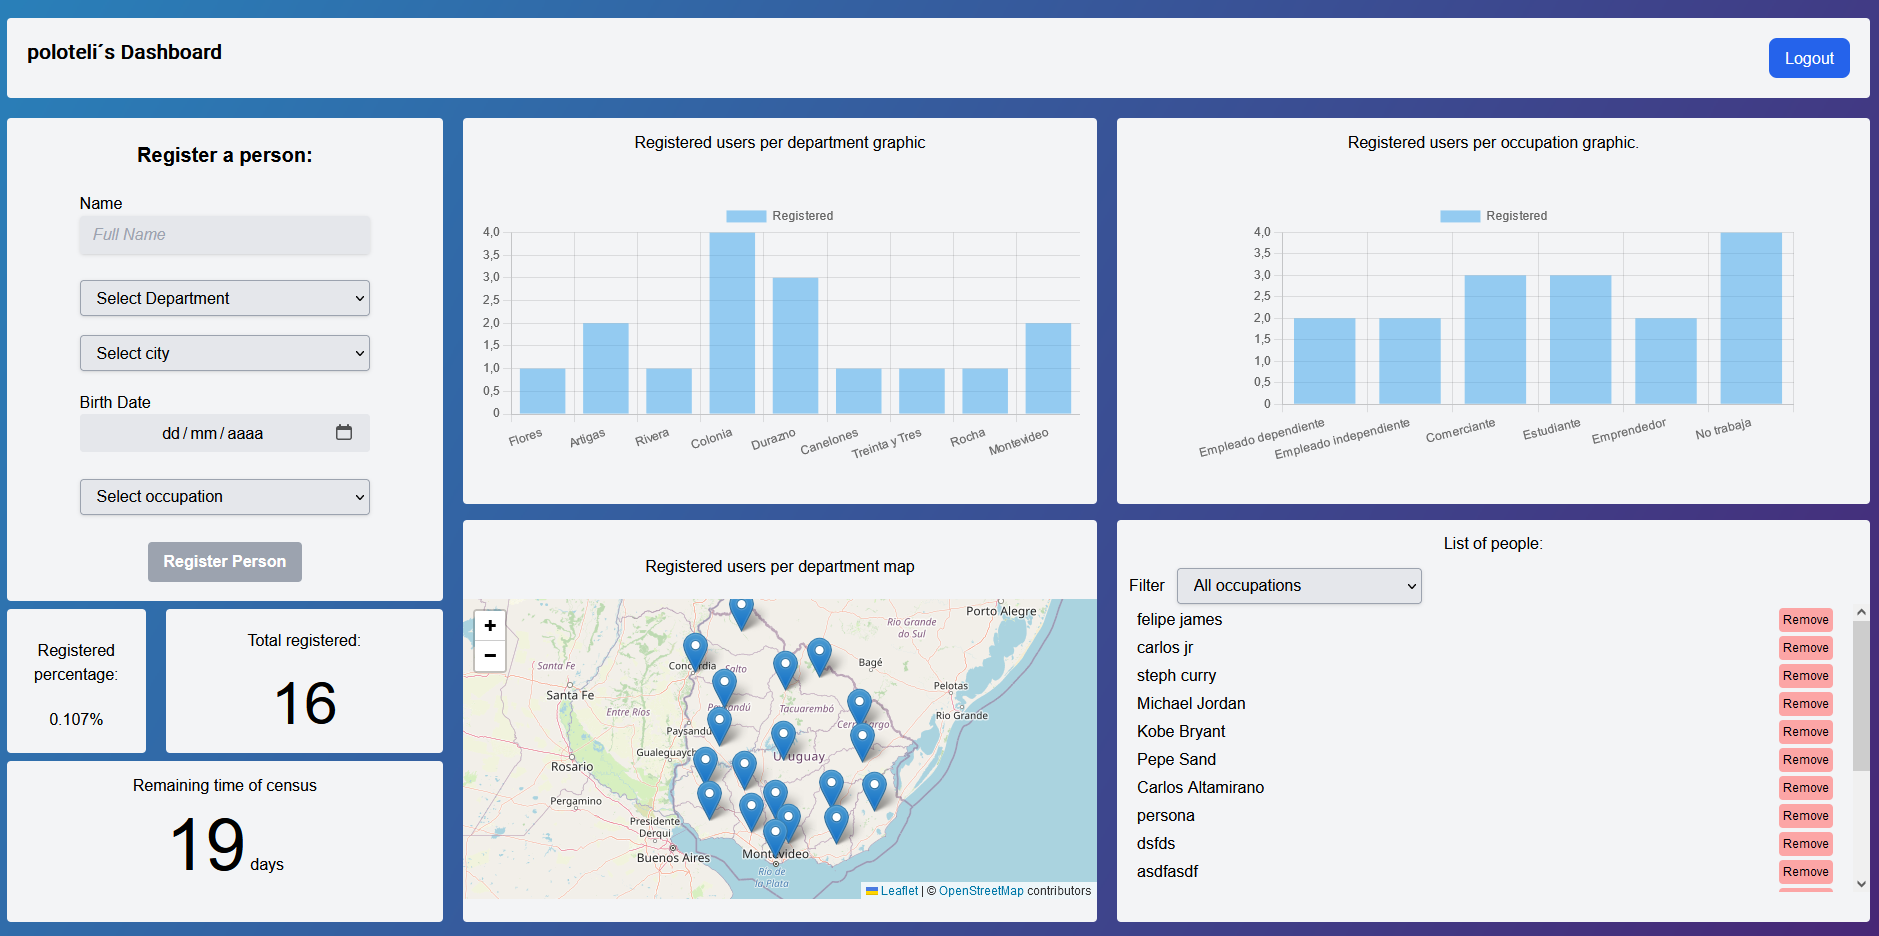 poloteli´s Dashboard
Logout
Register a person:
Name
Full Name
Select Department
Select city
Birth Date
dd/mm/aaaa
Select occupation
Register Person
Registered
percentage:
0.107%
Total registered:
16
Remaining time of census
19 days
Registered users per department graphic
Registered
4,0
3,5
3,0
2,5
2,0
1,5
1,0
0,5
0
Flores
Artigas
Rivera
Colonia
Durazno
Canelones
Treinta y Tres
Rocha
Montevideo
Registered users per occupation graphic.
Registered
4,0
3,5
3,0
2,5
2,0
1,5
1,0
0,5
0
Empleado dependiente
Empleado independiente
Comerciante
Estudiante
Emprendedor
No trabaja
Registered users per department map
+
−
Porto Alegre
Rio Grande
do Sul
Santa Fe
Salto
Bagé
Santa Fe
Pelotas
Entre Ríos
Tacuarembó
Rio Grande
Uruguay
Rosario
Pergamino
Presidente
Derqui
Buenos Aires
Montevideo
Río de
la Plata
Leaflet | © OpenStreetMap contributors
List of people:
Filter
All occupations
felipe james Remove
carlos jr Remove
steph curry Remove
Michael Jordan Remove
Kobe Bryant Remove
Pepe Sand Remove
Carlos Altamirano Remove
persona Remove
dsfds Remove
asdfasdf Remove